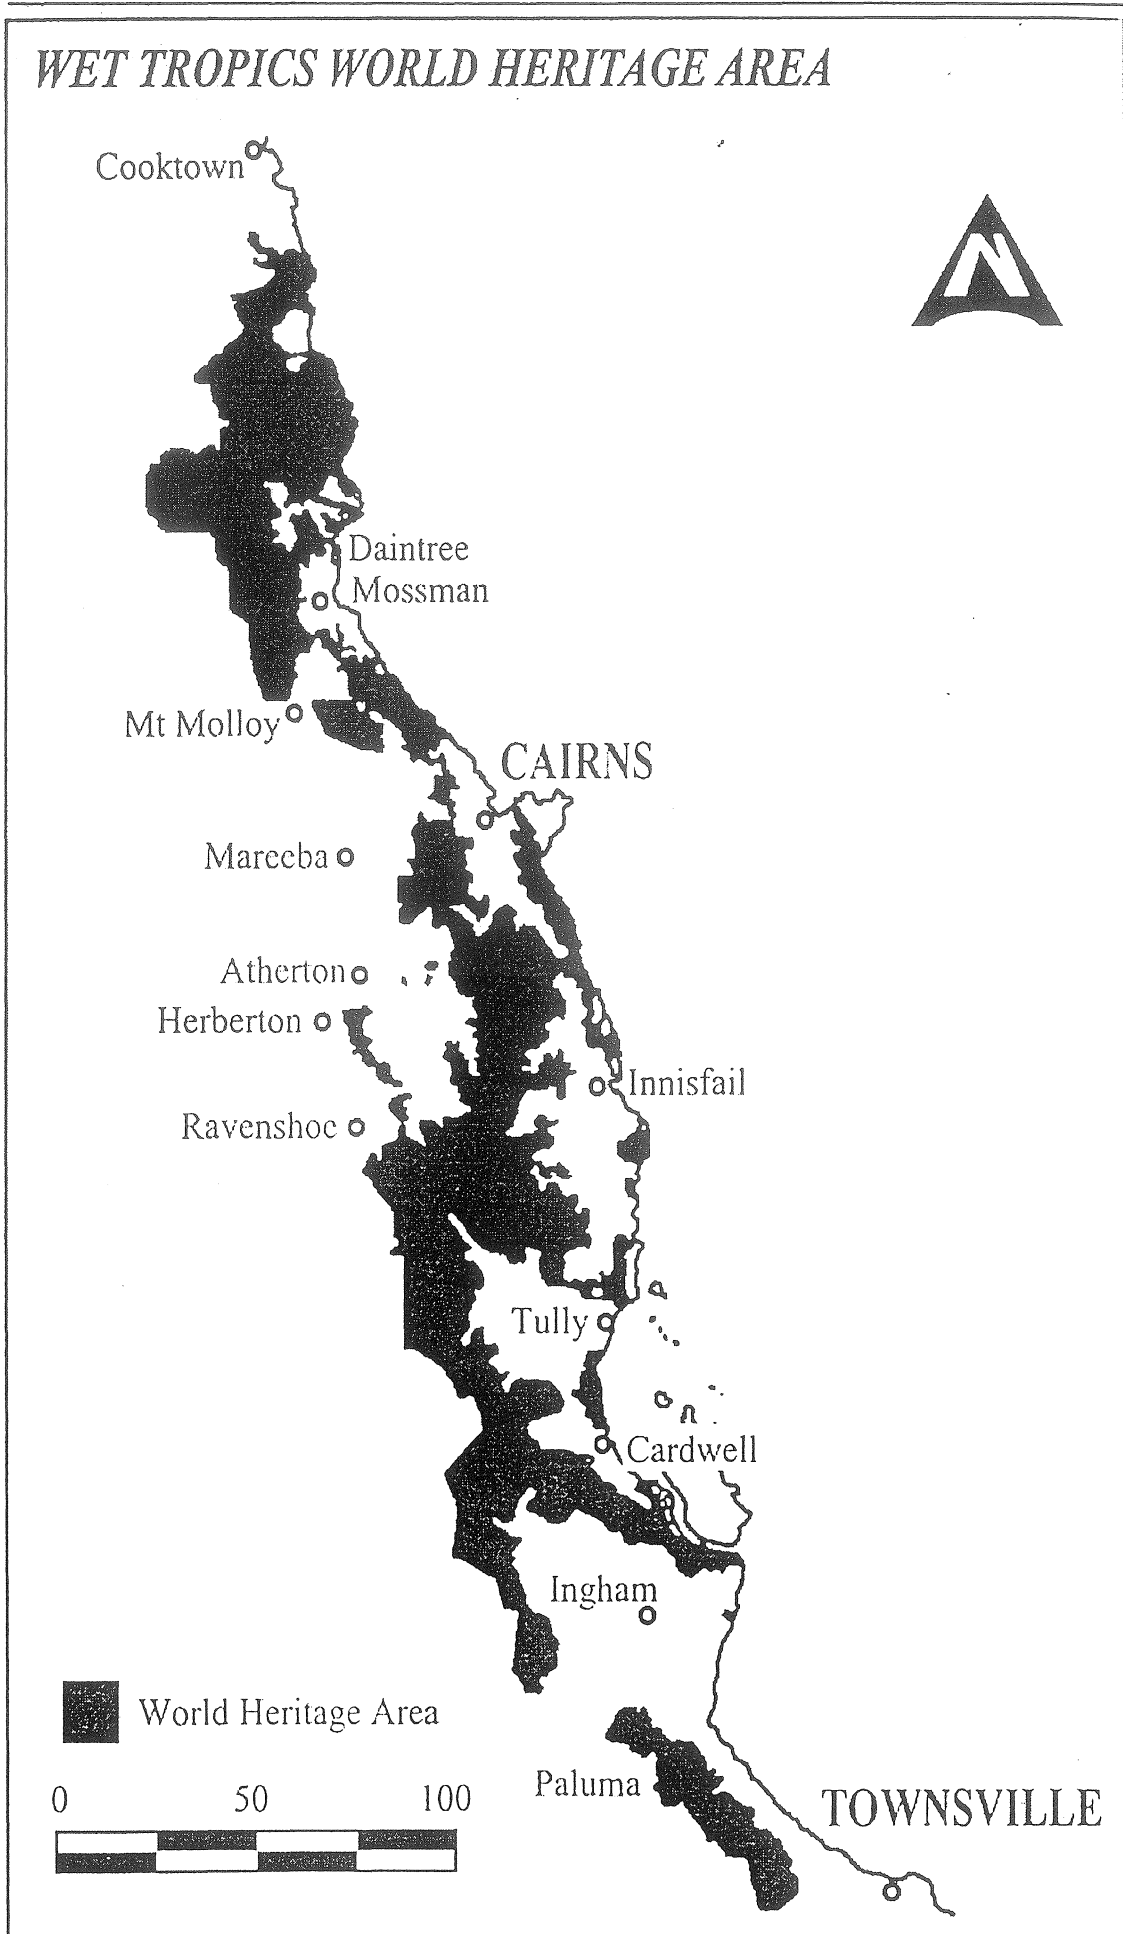 WET TROPICS WORLD HERITAGE AREA
Cooktown
N
Daintree
Mossman
Mt Molloy
CAIRNS
Mareeba
Atherton
Herberton
Innisfail
Ravenshoe
Tully
Cardwell
Ingham
World Heritage Area
Paluma
0 50 100
TOWNSVILLE